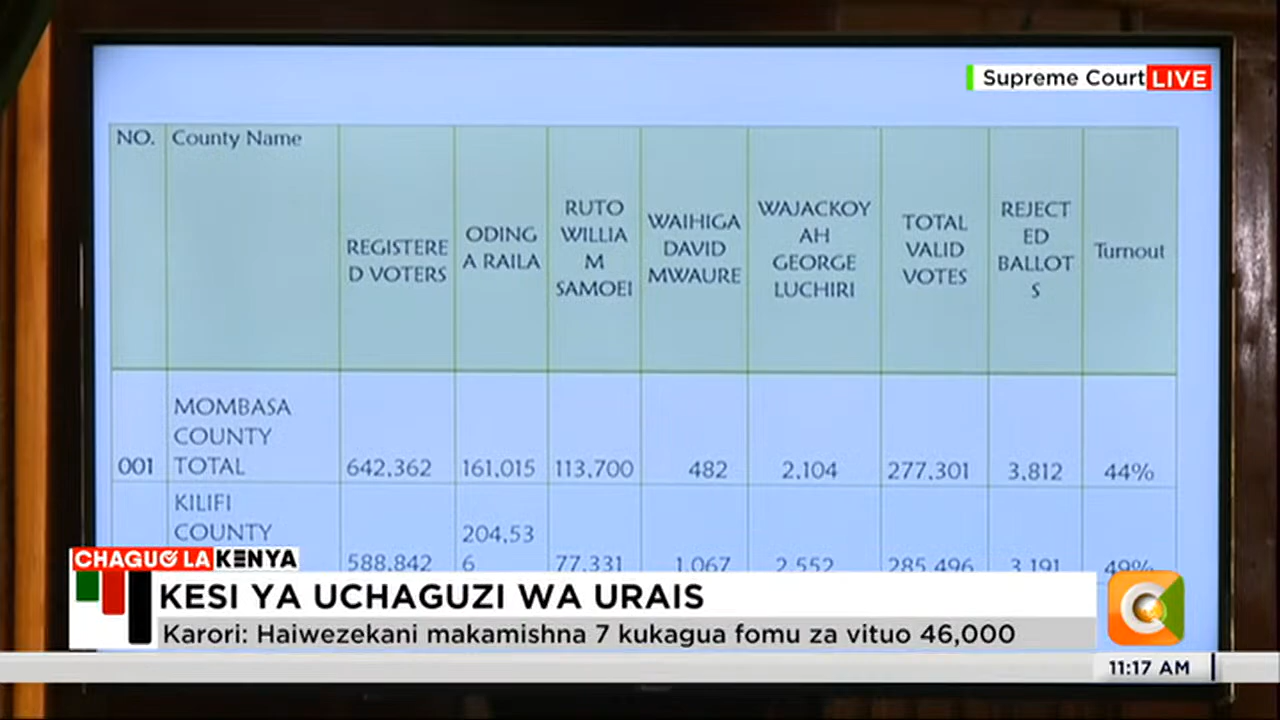 Supreme Court LIVE
NO. County Name
REGISTERE
D VOTERS
ODING
A RAILA
RUTO
WILLIA
M
SAMOEI
WAIHIGA
DAVID
MWAURE
WAJACKOY
AH
GEORGE
LUCHIRI
TOTAL
VALID
VOTES
REJECT
ED
BALLOT
S
Turnout
MOMBASA
COUNTY
001 TOTAL 642,362 161,015 113,700 482 2,104 277,301 3,812 44%
KILIFI
COUNTY 204,53
588,842 6 77,331 1,067 2,552 285,496 3,191 49%
CHAGUO LA KENYA
KESI YA UCHAGUZI WA URAIS
Karori: Haiwezekani makamishna 7 kukagua fomu za vituo 46,000
11:17 AM